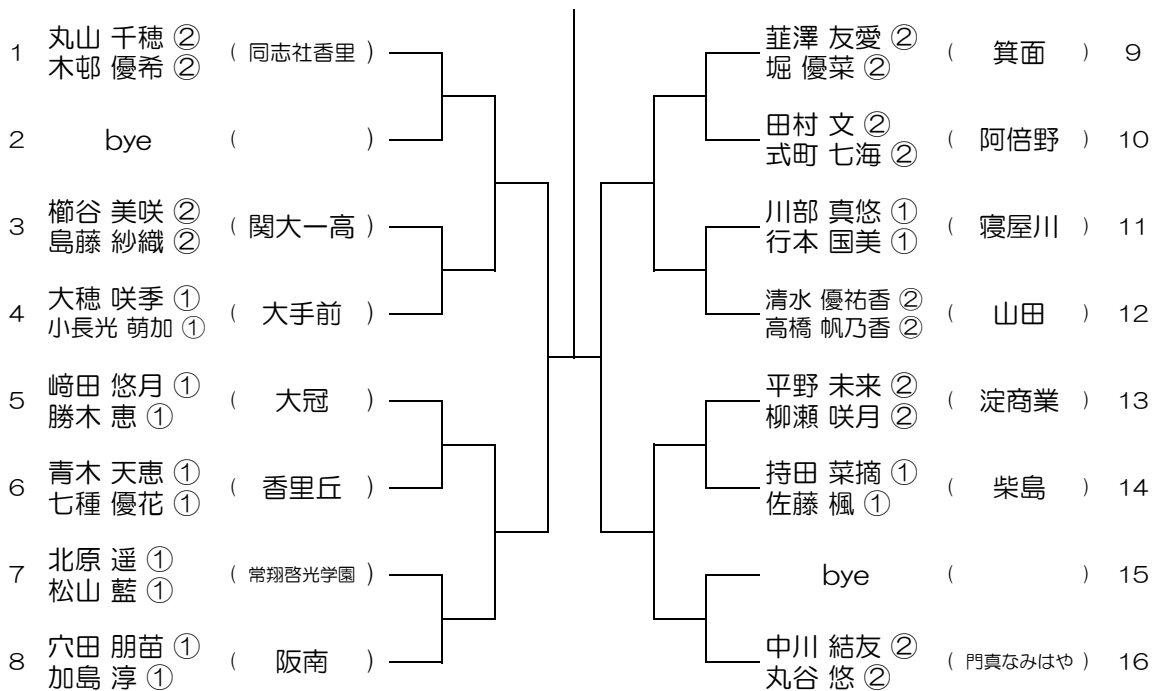 1 丸山 千穂 ② ( 同志社香里 )
木邨 優希 ②
2 bye ( )
3 櫛谷 美咲 ② ( 関大一高 )
島藤 紗織 ②
4 大穂 咲季 ① ( 大手前 )
小長光 萌加 ①
5 﨑田 悠月 ① ( 大冠 )
勝木 恵 ①
6 青木 天恵 ① ( 香里丘 )
七種 優花 ①
7 北原 遥 ① ( 常翔啓光学園 )
松山 藍 ①
8 穴田 朋苗 ① ( 阪南 )
加島 淳 ①
韮澤 友愛 ② ( 箕面 ) 9
堀 優菜 ②
田村 文 ② ( 阿倍野 ) 10
式町 七海 ②
川部 真悠 ① ( 寝屋川 ) 11
行本 国美 ①
清水 優祐香 ② ( 山田 ) 12
高橋 帆乃香 ②
平野 未来 ② ( 淀商業 ) 13
柳瀬 咲月 ②
持田 菜摘 ① ( 柴島 ) 14
佐藤 楓 ①
bye ( ) 15
中川 結友 ② ( 門真なみはや ) 16
丸谷 悠 ②